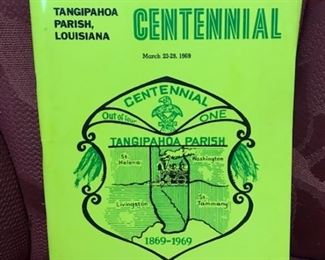 TANGIPAHOA
PARISH,
LOUISIANA
CENTENNIAL
March 23-29, 1969
CENTENNIAL
Out of four ONE
TANGIPAHOA PARISH
St. Helena
Washington
Livingston
St. Tammany
1869-1969